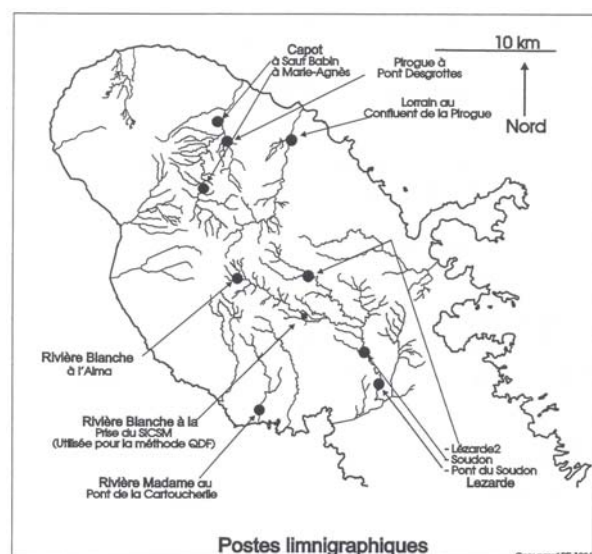 10 km
Nord
Capot
à Saut Babin
à Marie-Agnès
Pirogue à
Pont Desgrottes
Lorrain au
Confluent de la Pirogue
Rivière Blanche
à l'Alma
Rivière Blanche à la
Prise du SICSM
(Utilisée pour la méthode QDF)
Rivière Madame au
Pont de la Cartoucherie
- Lézarde2
- Soudon
- Pont du Soudon
Lezarde
Postes limnigraphiques